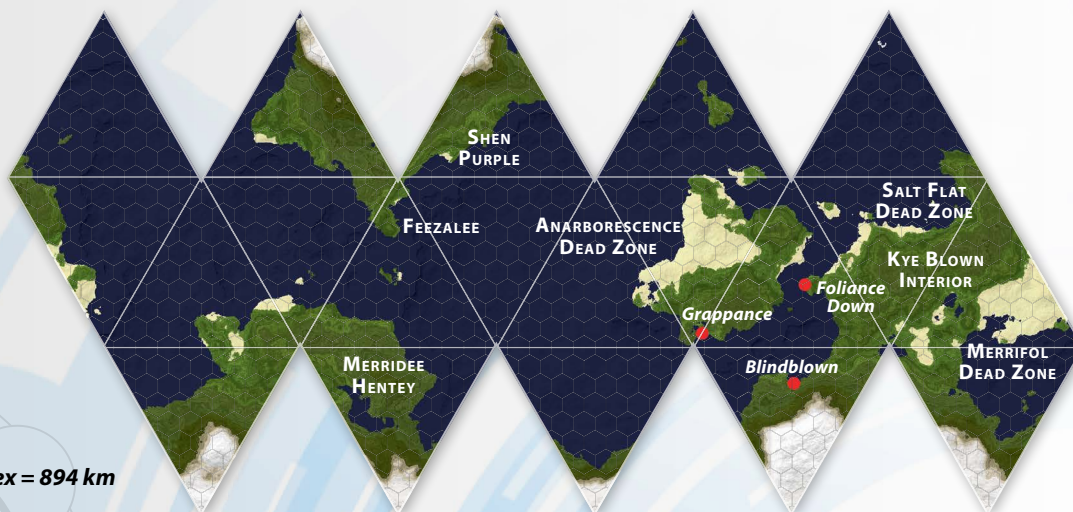 Shen
Purple
Salt Flat
Dead Zone
Feezalee
Anarborescence
Dead Zone
Kye Blown
Interior
Foliance
Down
Grappance
Merridee
Hentey
Blindblown
Merrifol
Dead Zone
= 894 km